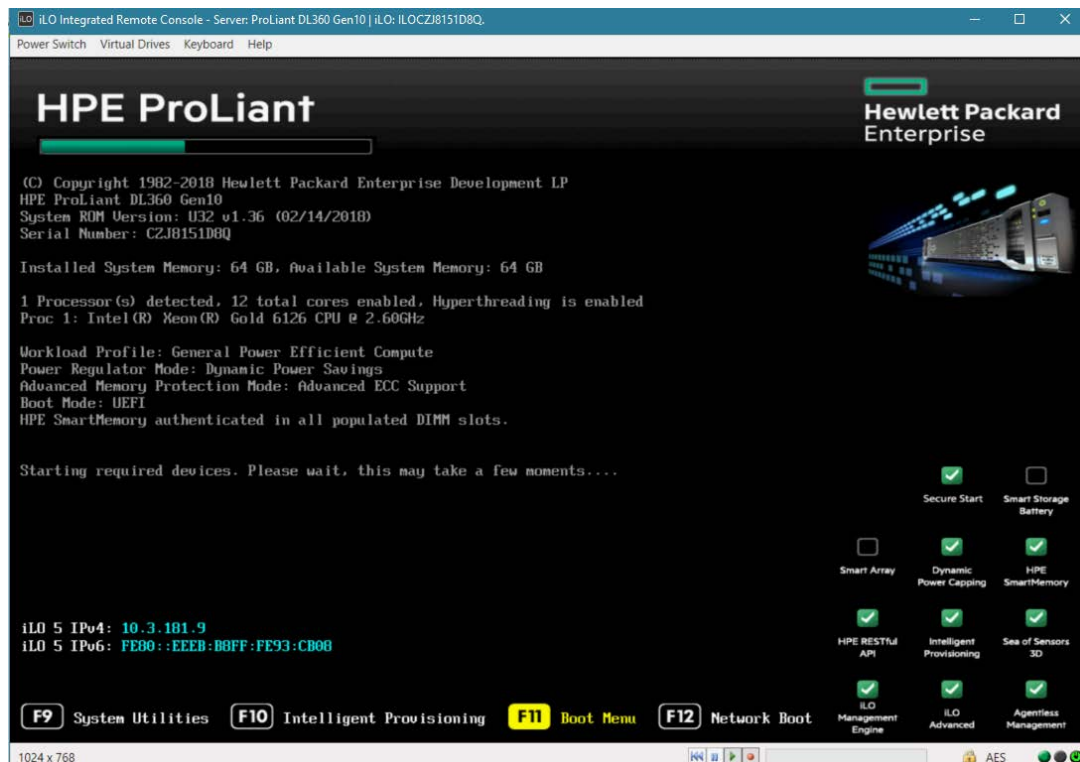 iLO Integrated Remote Console - Server: ProLiant DL360 Gen10 | iLO: ILOCZJ8151D8Q.
Power Switch Virtual Drives Keyboard Help
HPE ProLiant
Hewlett Packard
Enterprise
(C) Copyright 1982-2018 Hewlett Packard Enterprise Development LP
HPE ProLiant DL360 Gen10
System ROM Version: U32 v1.36 (02/14/2018)
Serial Number: CZJ8151D8Q
Installed System Memory: 64 GB, Available System Memory: 64 GB
1 Processor(s) detected, 12 total cores enabled, Hyperthreading is enabled
Proc 1: Intel(R) Xeon(R) Gold 6126 CPU @ 2.60GHz
Workload Profile: General Power Efficient Compute
Power Regulator Mode: Dynamic Power Savings
Advanced Memory Protection Mode: Advanced ECC Support
Boot Mode: UEFI
HPE SmartMemory authenticated in all populated DIMM slots.
Starting required devices. Please wait, this may take a few moments....
Secure Start
Smart Storage
Battery
Smart Array
Dynamic
Power Capping
HPE
SmartMemory
iLO 5 IPv4: 10.3.181.9
iLO 5 IPv6: FE80::EEEB:B8FF:FE93:CB08
HPE RESTful
API
Intelligent
Provisioning
Sea of Sensors
3D
F9 System Utilities F10 Intelligent Provisioning F11 Boot Menu F12 Network Boot
iLO
Management
Engine
iLO
Advanced
Agentless
Management
1024 x 768
AES